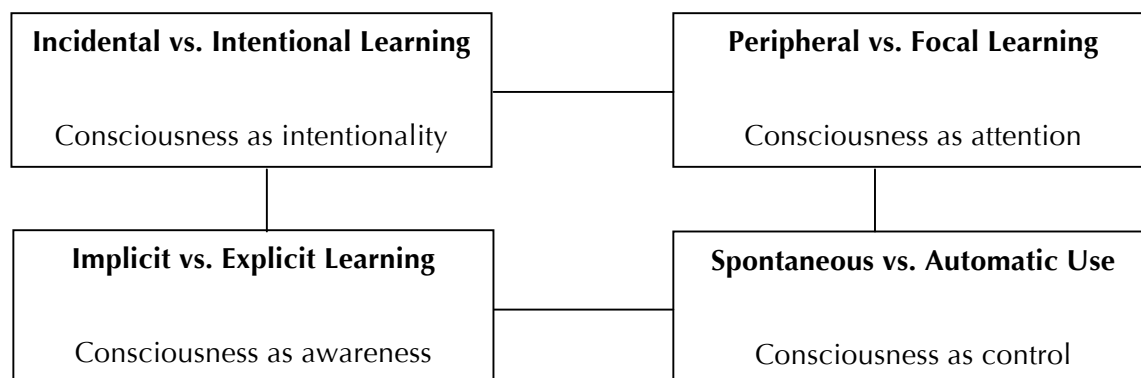 Incidental vs. Intentional Learning
Consciousness as intentionality
Peripheral vs. Focal Learning
Consciousness as attention
Implicit vs. Explicit Learning
Consciousness as awareness
Spontaneous vs. Automatic Use
Consciousness as control